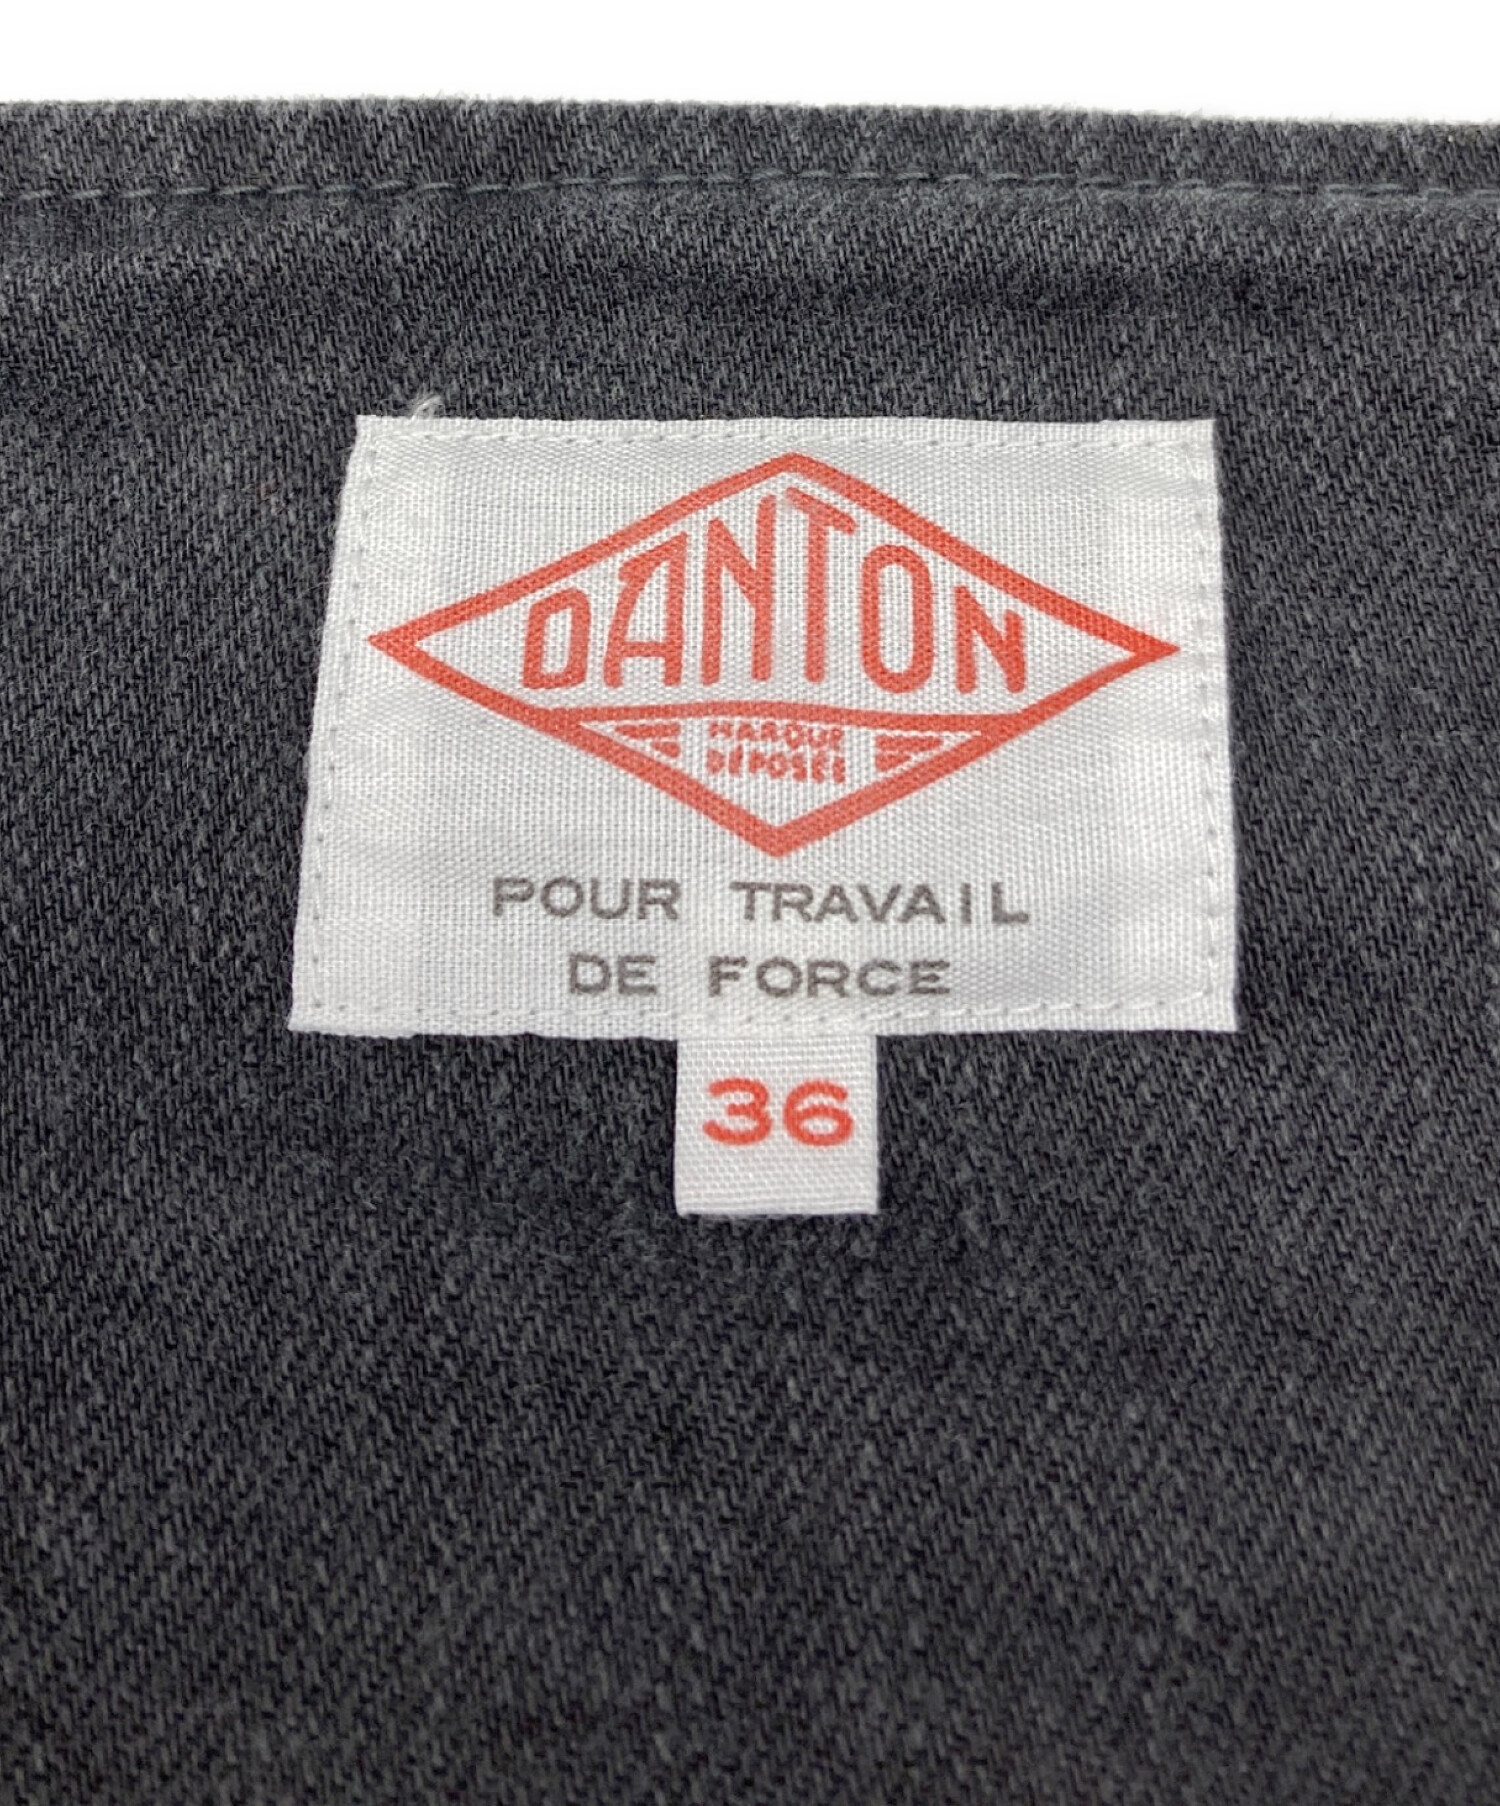 DANTON
MARQUE
DÉPOSÉE
POUR TRAVAIL
DE FORCE
36